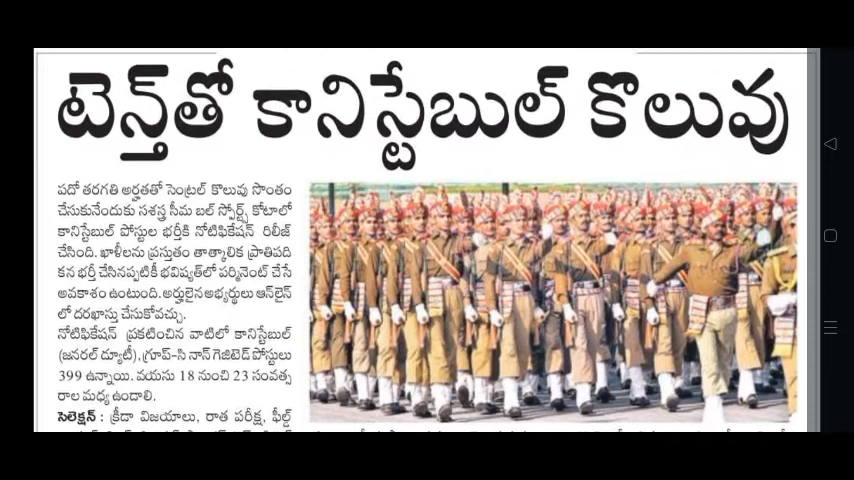 టెన్త్‌తో కానిస్టేబుల్ కొలువు
పదో తరగతి అర్హతతో సెంట్రల్ కొలువు సొంతం
చేసుకునేందుకు సశస్త్ర సీమ బల్ స్పోర్ట్స్ కోటాలో
కానిస్టేబుల్ పోస్టుల భర్తీకి నోటిఫికేషన్ రిలీజ్
చేసింది. ఖాళీలను ప్రస్తుతం తాత్కాలిక ప్రాతిపది
కన భర్తీ చేసినప్పటికీ భవిష్యత్‌లో పర్మినెంట్ చేసే
అవకాశం ఉంటుంది. అర్హులైన అభ్యర్థులు ఆన్‌లైన్
లో దరఖాస్తు చేసుకోవచ్చు.
నోటిఫికేషన్ ప్రకటించిన వాటిలో కానిస్టేబుల్
(జనరల్ డ్యూటీ), గ్రూప్-సి నాన్ గెజిటెడ్ పోస్టులు
399 ఉన్నాయి. వయసు 18 నుంచి 23 సంవత్స
రాల మధ్య ఉండాలి.
సెలెక్షన్ : క్రీడా విజయాలు, రాత పరీక్ష, ఫీల్డ్